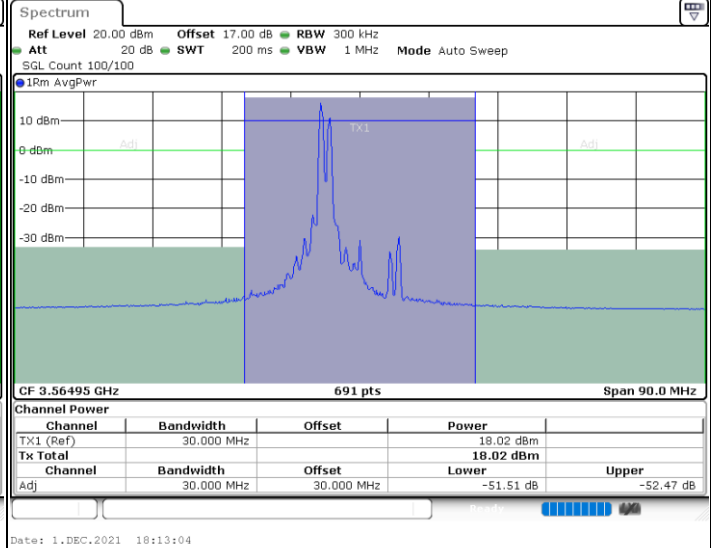 Spectrum
Ref Level 20.00 dBm Offset 17.00 dB RBW 300 kHz
Att 20 dB SWT 200 ms VBW 1 MHz Mode Auto Sweep
SGL Count 100/100
1Rm AvgPwr
10 dBm
TX1
Adj
Adj
0 dBm
-10 dBm
-20 dBm
-30 dBm
CF 3.56495 GHz 691 pts Span 90.0 MHz
Channel Power
Channel Bandwidth Offset Power
TX1 (Ref) 30.000 MHz 18.02 dBm
Tx Total 18.02 dBm
Channel Bandwidth Offset Lower Upper
Adj 30.000 MHz 30.000 MHz -51.51 dB -52.47 dB
Ready
Date: 1.DEC.2021 18:13:04